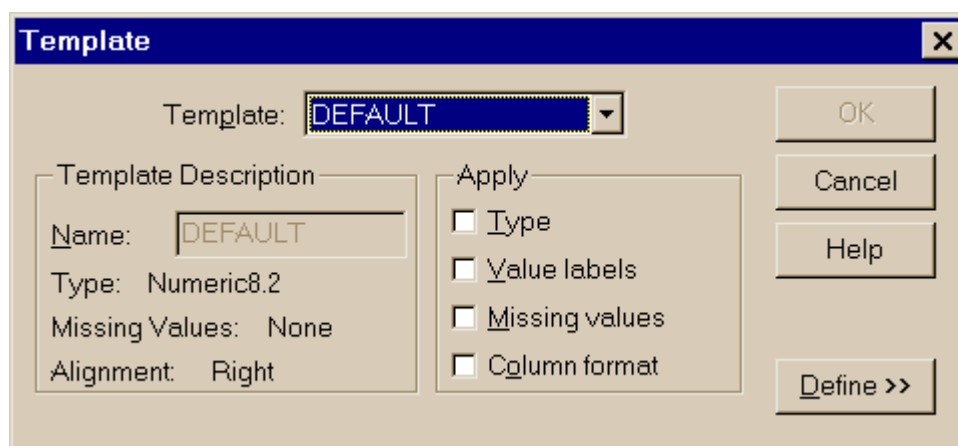 Template
Template: DEFAULT
OK
Cancel
Help
Template Description
Name: DEFAULT
Type: Numeric8.2
Missing Values: None
Alignment: Right
Apply
Type
Value labels
Missing values
Column format
Define >>